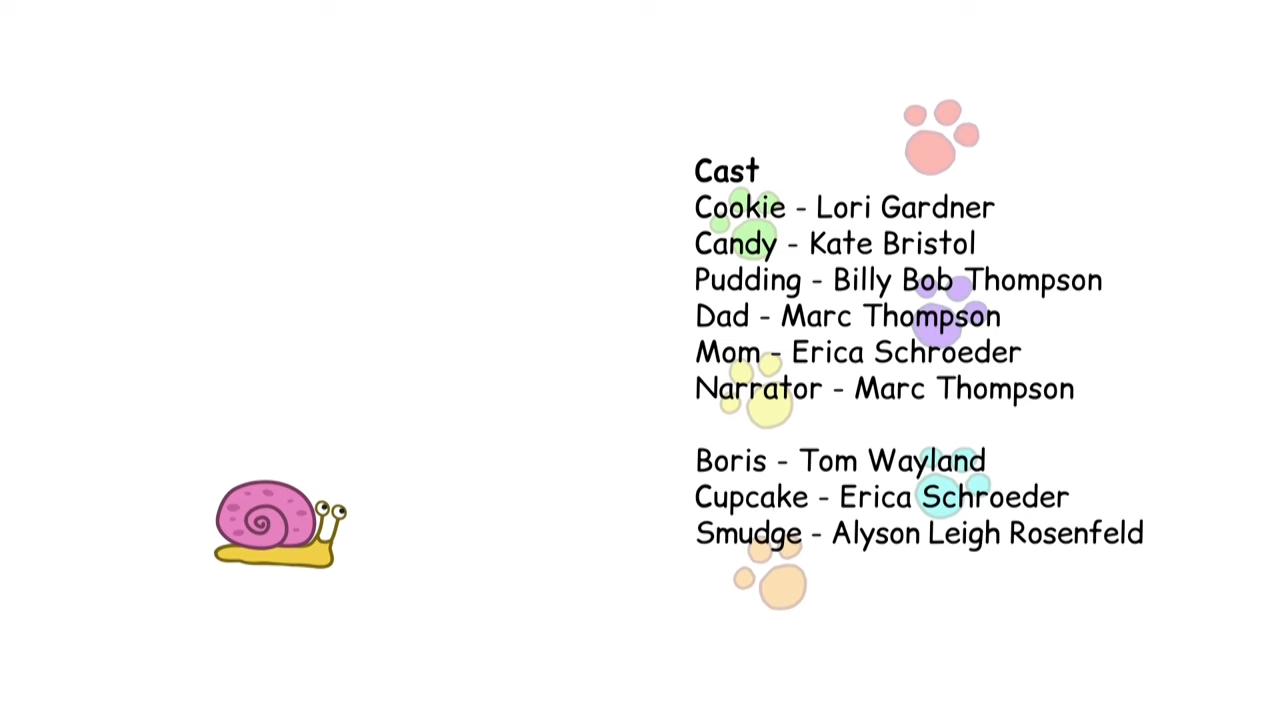 Cast
Cookie - Lori Gardner
Candy - Kate Bristol
Pudding - Billy Bob Thompson
Dad - Marc Thompson
Mom - Erica Schroeder
Narrator - Marc Thompson
Boris - Tom Wayland
Cupcake - Erica Schroeder
Smudge - Alyson Leigh Rosenfeld